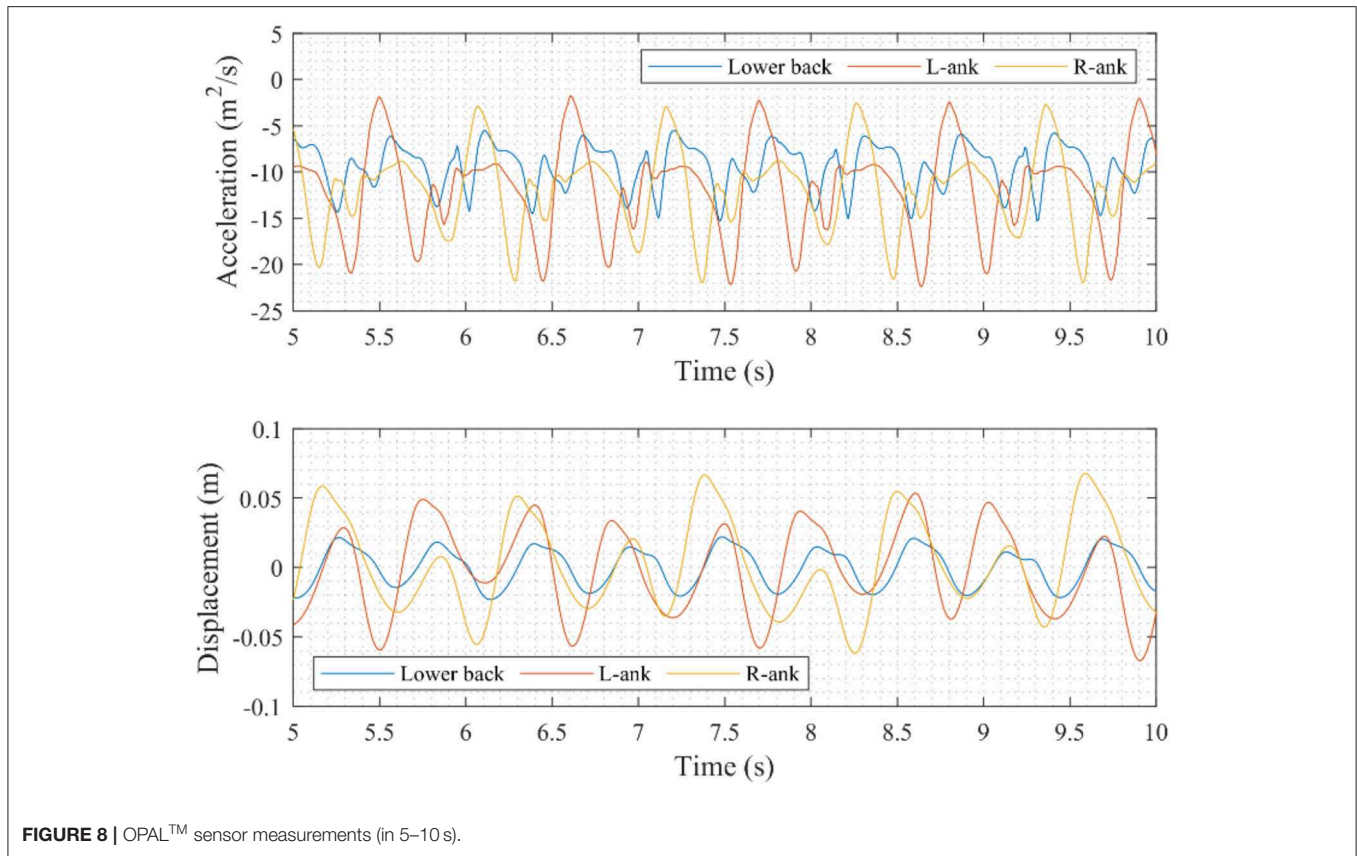 5
0
-5
-10
-15
-20
-25
Acceleration (m²/s)
Lower back L-ank R-ank
5 5.5 6 6.5 7 7.5 8 8.5 9 9.5 10
Time (s)
0.1
0.05
0
-0.05
-0.1
Displacement (m)
Lower back L-ank R-ank
5 5.5 6 6.5 7 7.5 8 8.5 9 9.5 10
Time (s)
FIGURE 8 | OPAL™ sensor measurements (in 5–10 s).